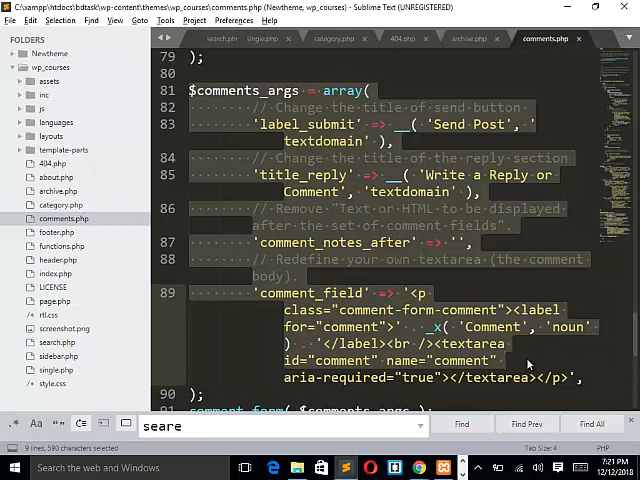 C:\xampp\htdocs\bdtask\wp-content\themes\wp_courses\comments.php (Newtheme, wp_courses) - Sublime Text (UNREGISTERED)
File Edit Selection Find View Goto Tools Project Preferences Help
FOLDERS
Newtheme
wp_courses
assets
inc
js
languages
layouts
template-parts
404.php
about.php
archive.php
category.php
comments.php
footer.php
functions.php
header.php
index.php
LICENSE
page.php
rtl.css
screenshot.png
search.php
sidebar.php
single.php
style.css
search.php single.php category.php 404.php archive.php comments.php
79 );
80
81 $comments_args = array(
82 // Change the title of send button
83 'label_submit' => __( 'Send Post', '
textdomain' ),
84 // Change the title of the reply section
85 'title_reply' => __( 'Write a Reply or
Comment', 'textdomain' ),
86 // Remove "Text or HTML to be displayed
after the set of comment fields".
87 'comment_notes_after' => '',
88 // Redefine your own textarea (the comment
body).
89 'comment_field' => '<p
class="comment-form-comment"><label
for="comment">' . _x( 'Comment', 'noun'
) . '</label><br /><textarea
id="comment" name="comment"
aria-required="true"></textarea></p>',
90 );
91 comment_form( $comments_args );
.* Aa “” seare Find Find Prev Find All
9 lines, 590 characters selected Tab Size: 4 PHP
Search the web and Windows 7:21 PM
12/12/2018